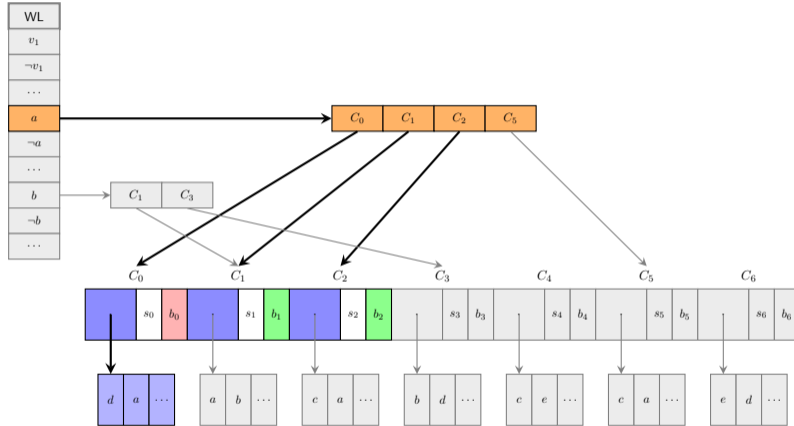 WL
v₁
¬v₁
⋯
a
C₀ C₁ C₂ C₅
¬a
⋯
b
C₁ C₃
¬b
⋯
C₀ C₁ C₂ C₃ C₄ C₅ C₆
s₀ b₀ s₁ b₁ s₂ b₂ s₃ b₃ s₄ b₄ s₅ b₅ s₆ b₆
d a ⋯ a b ⋯ c a ⋯ b d ⋯ c e ⋯ c a ⋯ e d ⋯